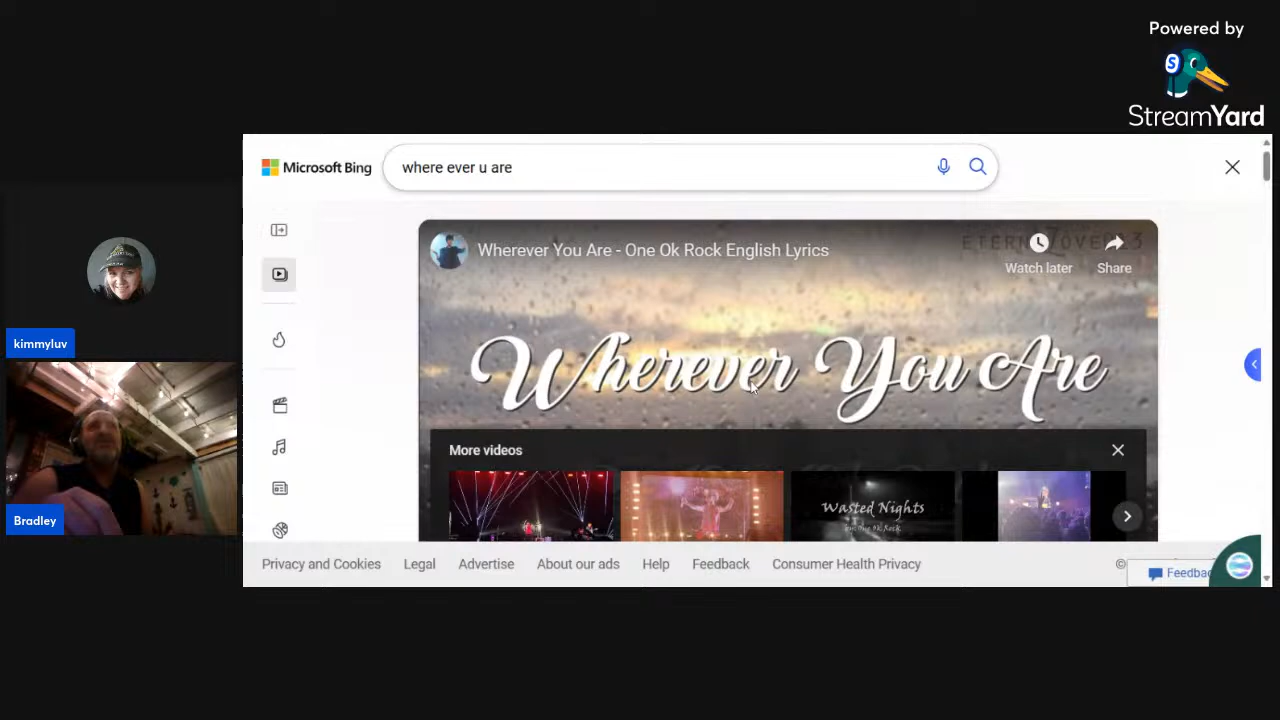 Powered by
StreamYard
Microsoft Bing
where ever u are
Wherever You Are - One Ok Rock English Lyrics
Watch later
Share
Wherever You Are
More videos
Wasted Nights
kimmyluv
Bradley
Privacy and Cookies
Legal
Advertise
About our ads
Help
Feedback
Consumer Health Privacy
©
Feedbac